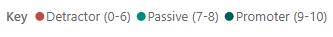 Key Detractor (0-6) Passive (7-8) Promoter (9-10)